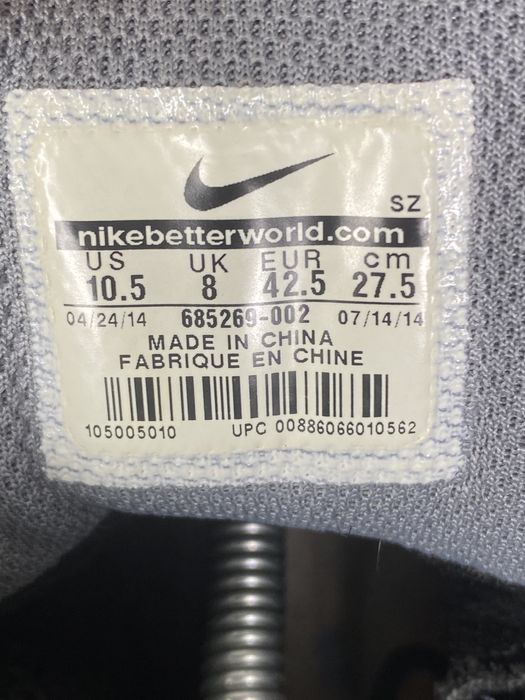 SZ
nikebetterworld.com
US UK EUR cm
10.5 8 42.5 27.5
04/24/14 685269-002 07/14/14
MADE IN CHINA
FABRIQUE EN CHINE
105005010 UPC 00886066010562